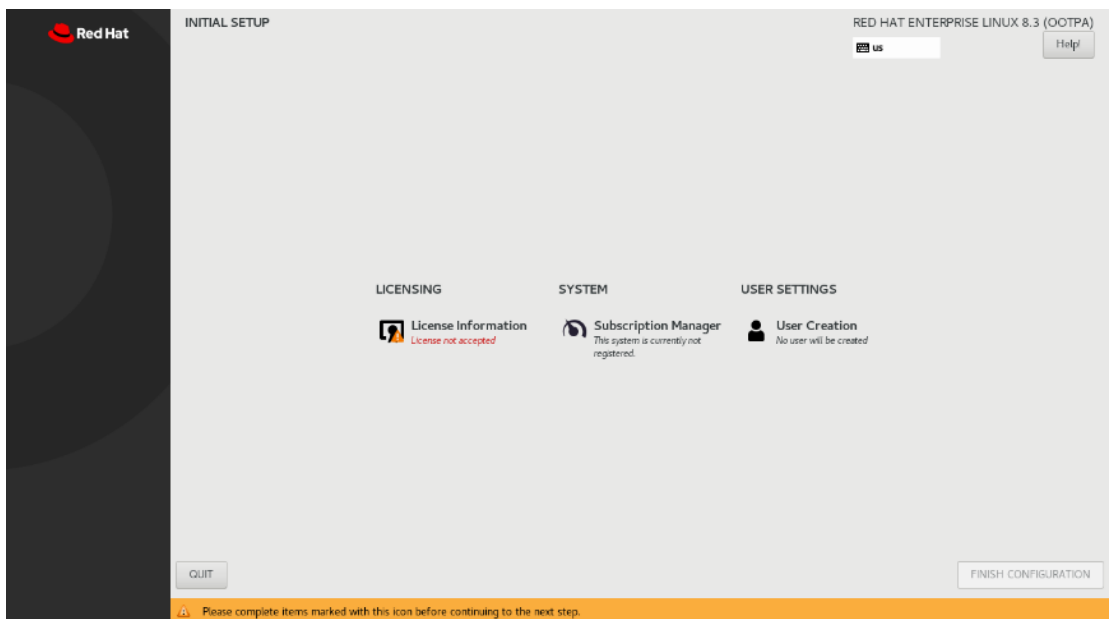 Red Hat
INITIAL SETUP
RED HAT ENTERPRISE LINUX 8.3 (OOTPA)
us
Help!
LICENSING
License Information
License not accepted
SYSTEM
Subscription Manager
This system is currently not
registered.
USER SETTINGS
User Creation
No user will be created
QUIT
FINISH CONFIGURATION
Please complete items marked with this icon before continuing to the next step.